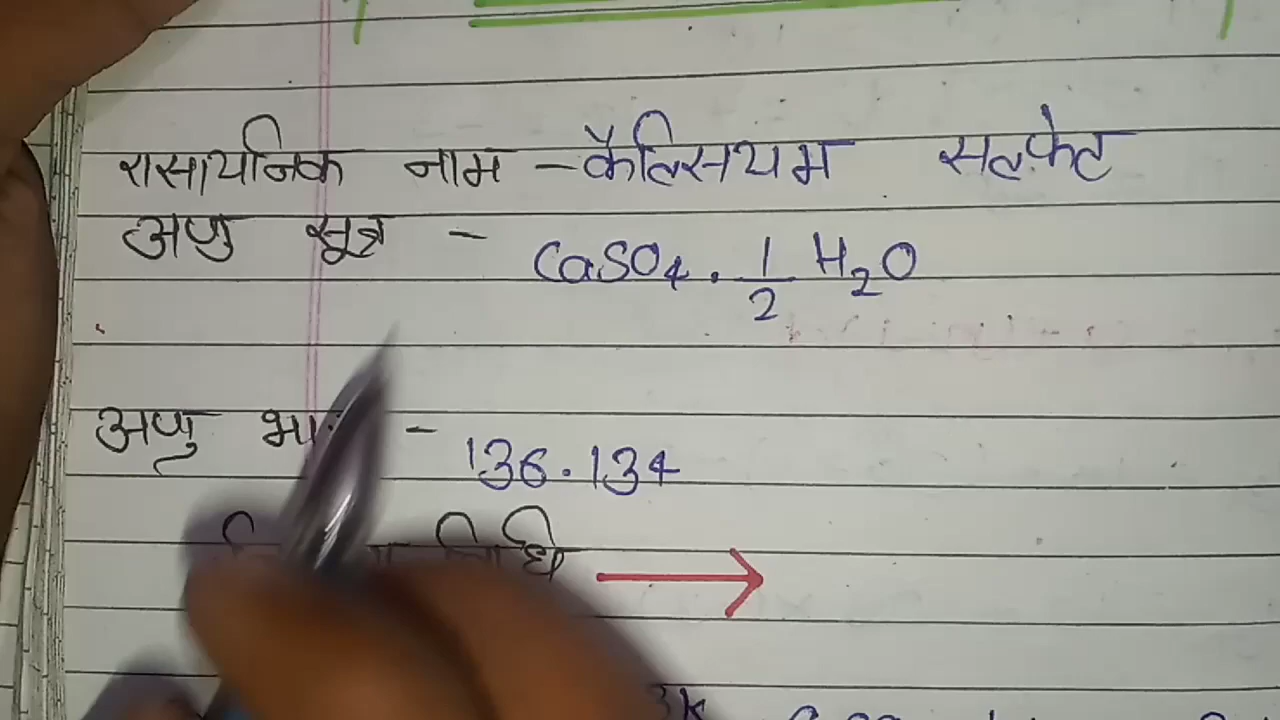 रासायनिक नाम - कैल्सियम सल्फेट
अणु सूत्र - CaSO₄ . 1/2 H₂O
अणु - 136.134
→